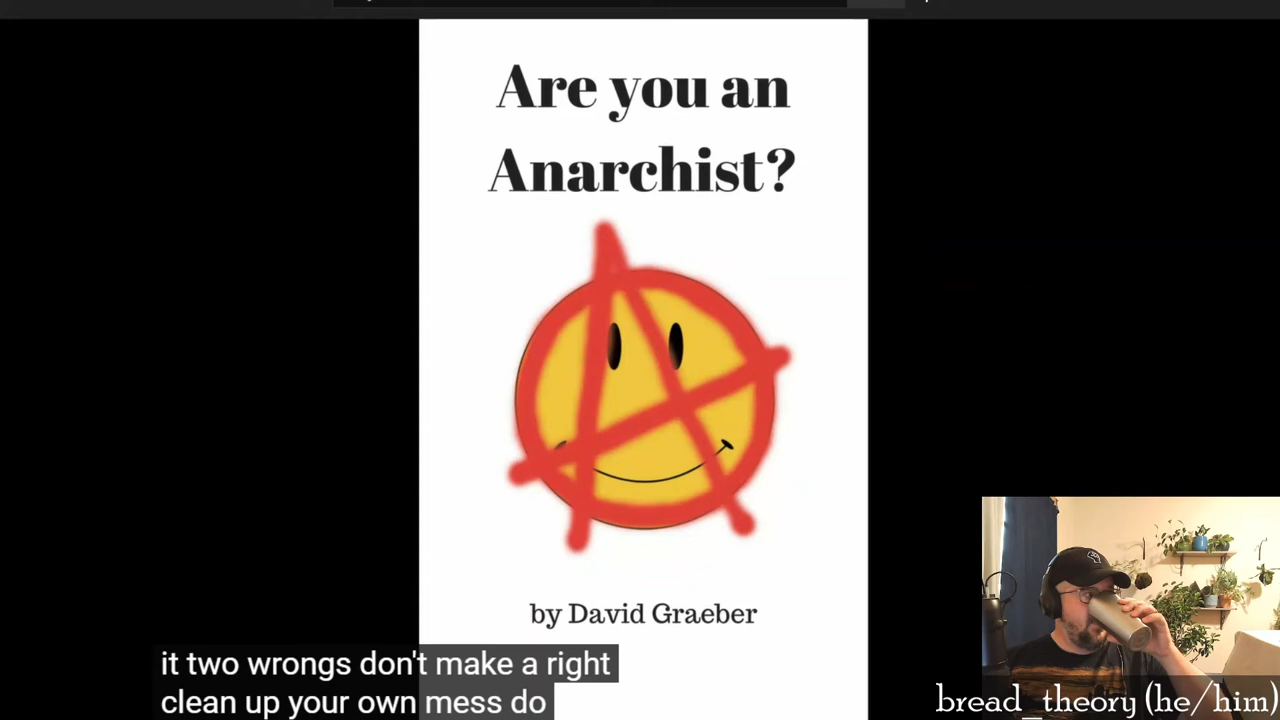 Are you an
Anarchist?
by David Graeber
it two wrongs don't make a right
clean up your own mess do
bread_theory (he/him)